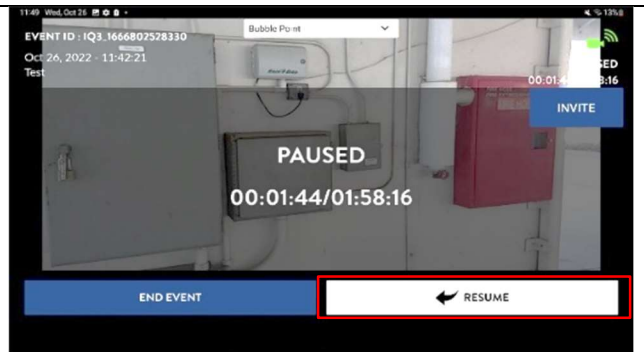 11:49 Wed, Oct 26
13%
Bubble Point
EVENT ID : IQ3_1666802528330
Oct 26, 2022 - 11:42:21
Test
INVITE
PAUSED
00:01:44/01:58:16
END EVENT
RESUME